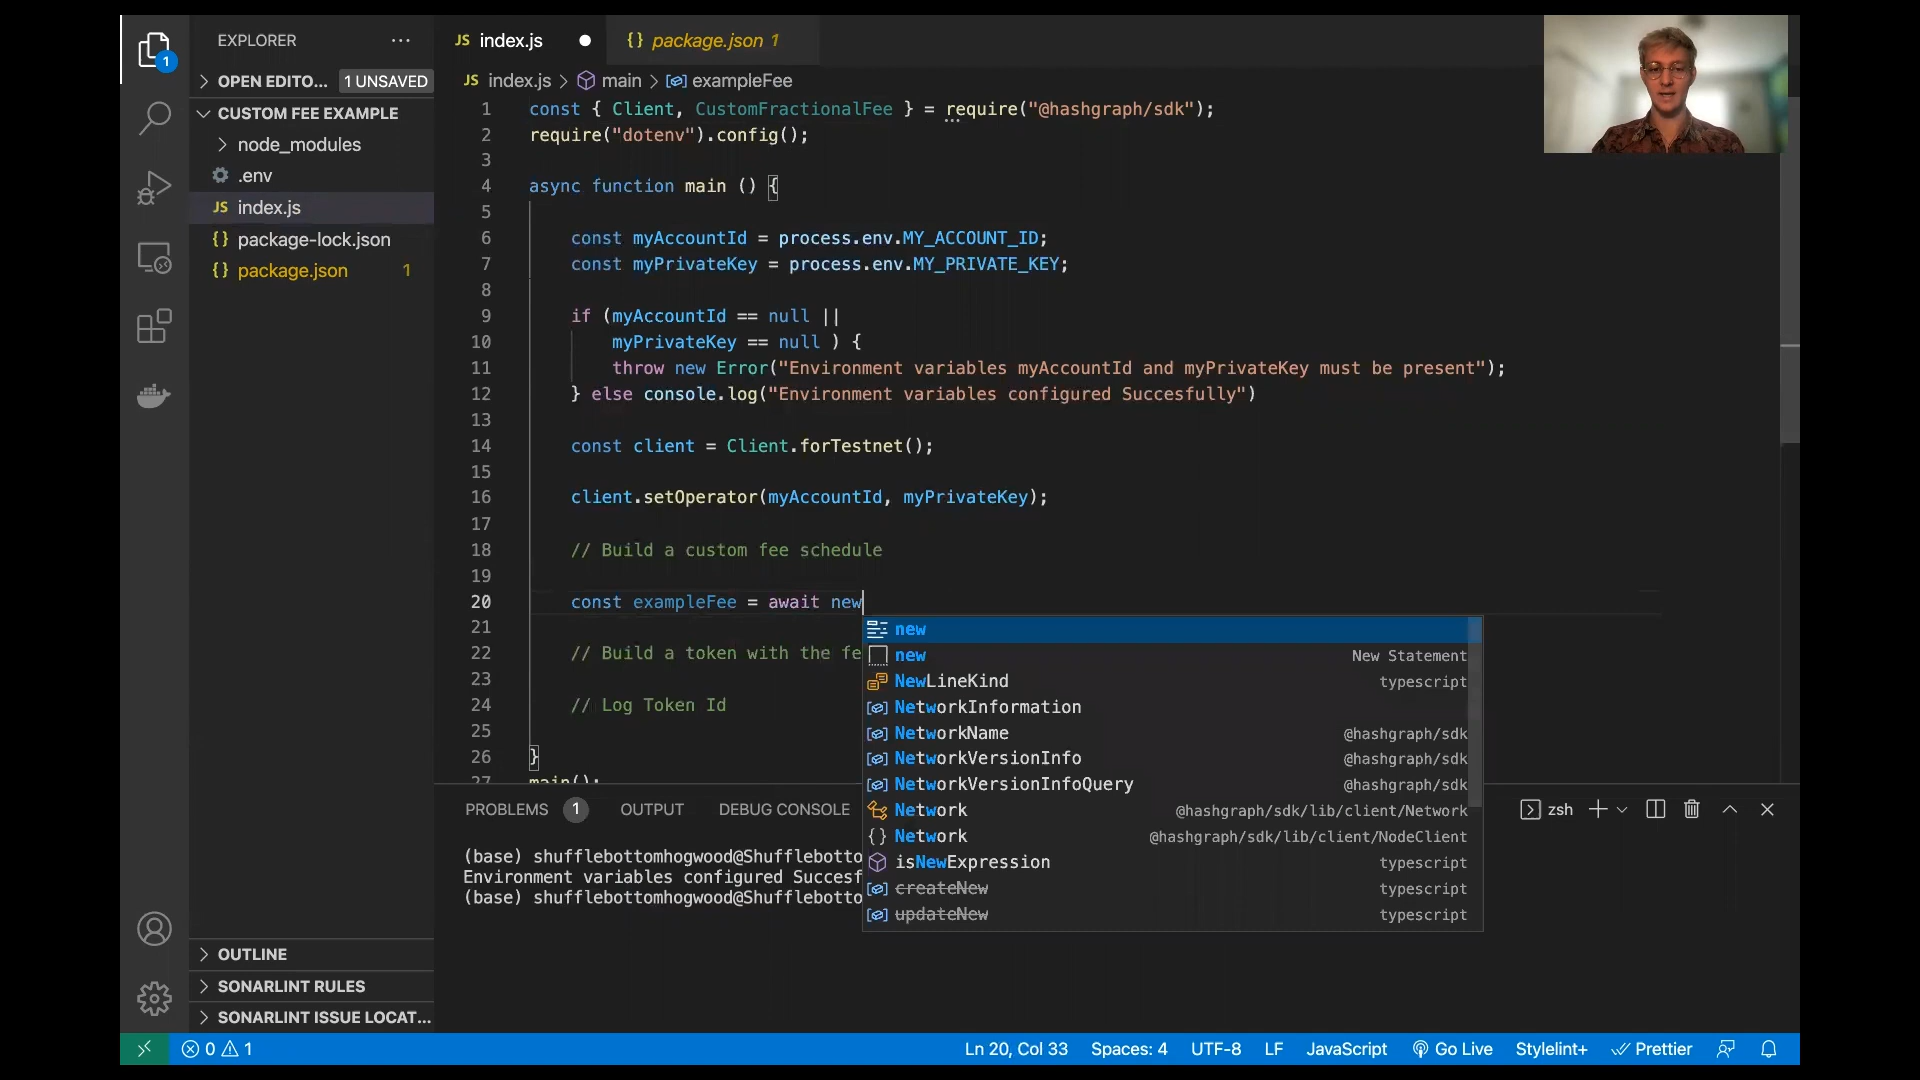 EXPLORER
OPEN EDITO... 1 UNSAVED
CUSTOM FEE EXAMPLE
node_modules
.env
JS index.js
{} package-lock.json
{} package.json 1
OUTLINE
SONARLINT RULES
SONARLINT ISSUE LOCAT...
JS index.js
{} package.json 1
JS index.js > main > exampleFee
1 const { Client, CustomFractionalFee } = require("@hashgraph/sdk");
2 require("dotenv").config();
3
4 async function main () {
5
6 const myAccountId = process.env.MY_ACCOUNT_ID;
7 const myPrivateKey = process.env.MY_PRIVATE_KEY;
8
9 if (myAccountId == null ||
10 myPrivateKey == null ) {
11 throw new Error("Environment variables myAccountId and myPrivateKey must be present");
12 } else console.log("Environment variables configured Succesfully")
13
14 const client = Client.forTestnet();
15
16 client.setOperator(myAccountId, myPrivateKey);
17
18 // Build a custom fee schedule
19
20 const exampleFee = await new
21
22 // Build a token with the fe
23
24 // Log Token Id
25
26 }
27 main();
new
new New Statement
NewLineKind typescript
NetworkInformation
NetworkName @hashgraph/sdk
NetworkVersionInfo @hashgraph/sdk
NetworkVersionInfoQuery @hashgraph/sdk
Network @hashgraph/sdk/lib/client/Network
{} Network @hashgraph/sdk/lib/client/NodeClient
isNewExpression typescript
createNew typescript
updateNew typescript
PROBLEMS 1 OUTPUT DEBUG CONSOLE
zsh
(base) shufflebottomhogwood@Shufflebotto
Environment variables configured Succesf
(base) shufflebottomhogwood@Shufflebotto
0 1 Ln 20, Col 33 Spaces: 4 UTF-8 LF JavaScript Go Live Stylelint+ Prettier
1